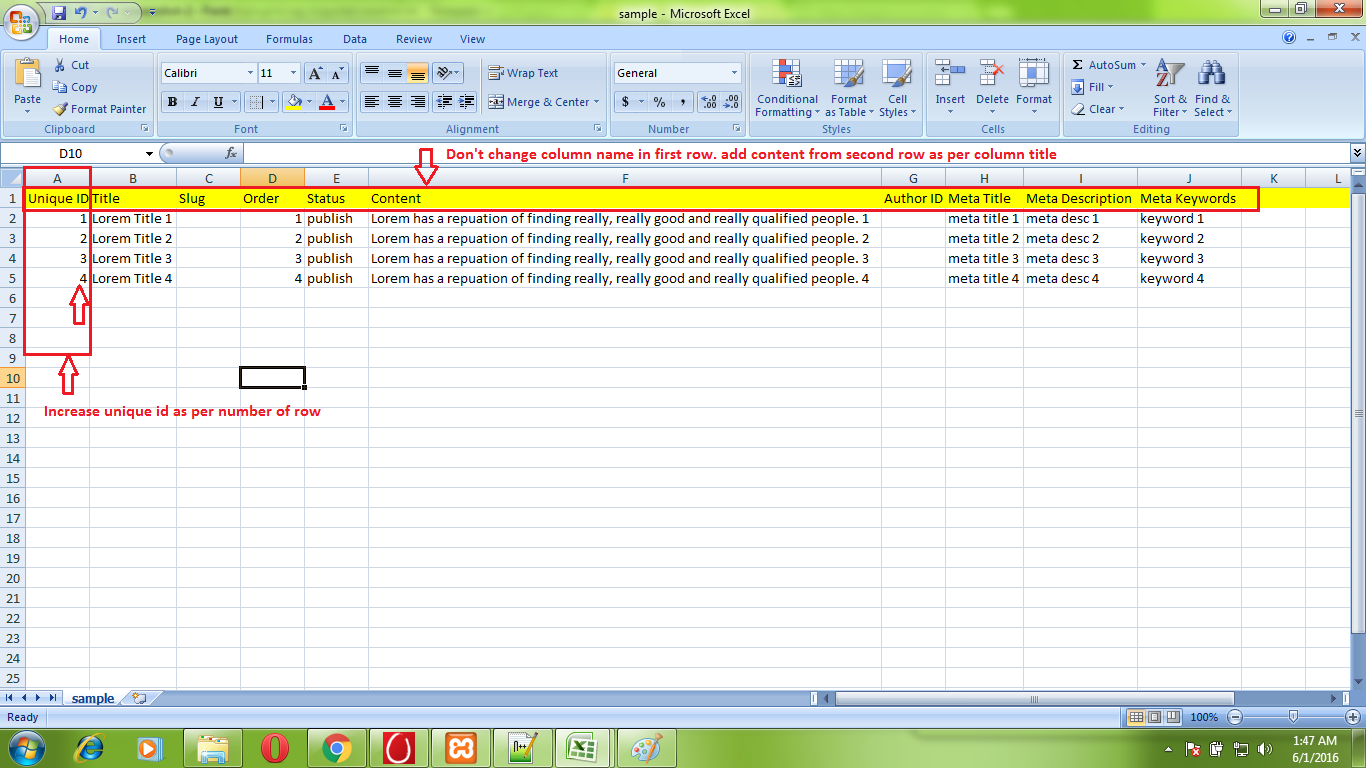 sample - Microsoft Excel
Home Insert Page Layout Formulas Data Review View
Paste
Cut
Copy
Format Painter
Clipboard
Calibri 11
B I U
Font
Wrap Text
Merge & Center
Alignment
General
$ % ,
Number
Conditional Formatting
Format as Table
Cell Styles
Styles
Insert Delete Format
Cells
Σ AutoSum
Fill
Clear
Sort & Filter
Find & Select
Editing
D10 fx
Don't change column name in first row. add content from second row as per column title
A B C D E F G H I J K L
1 Unique ID Title Slug Order Status Content Author ID Meta Title Meta Description Meta Keywords
2 1 Lorem Title 1 1 publish Lorem has a repuation of finding really, really good and really qualified people. 1 meta title 1 meta desc 1 keyword 1
3 2 Lorem Title 2 2 publish Lorem has a repuation of finding really, really good and really qualified people. 2 meta title 2 meta desc 2 keyword 2
4 3 Lorem Title 3 3 publish Lorem has a repuation of finding really, really good and really qualified people. 3 meta title 3 meta desc 3 keyword 3
5 4 Lorem Title 4 4 publish Lorem has a repuation of finding really, really good and really qualified people. 4 meta title 4 meta desc 4 keyword 4
6
7
8
9
10
11
Increase unique id as per number of row
12
13
14
15
16
17
18
19
20
21
22
23
24
25
sample
Ready 100%
1:47 AM
6/1/2016